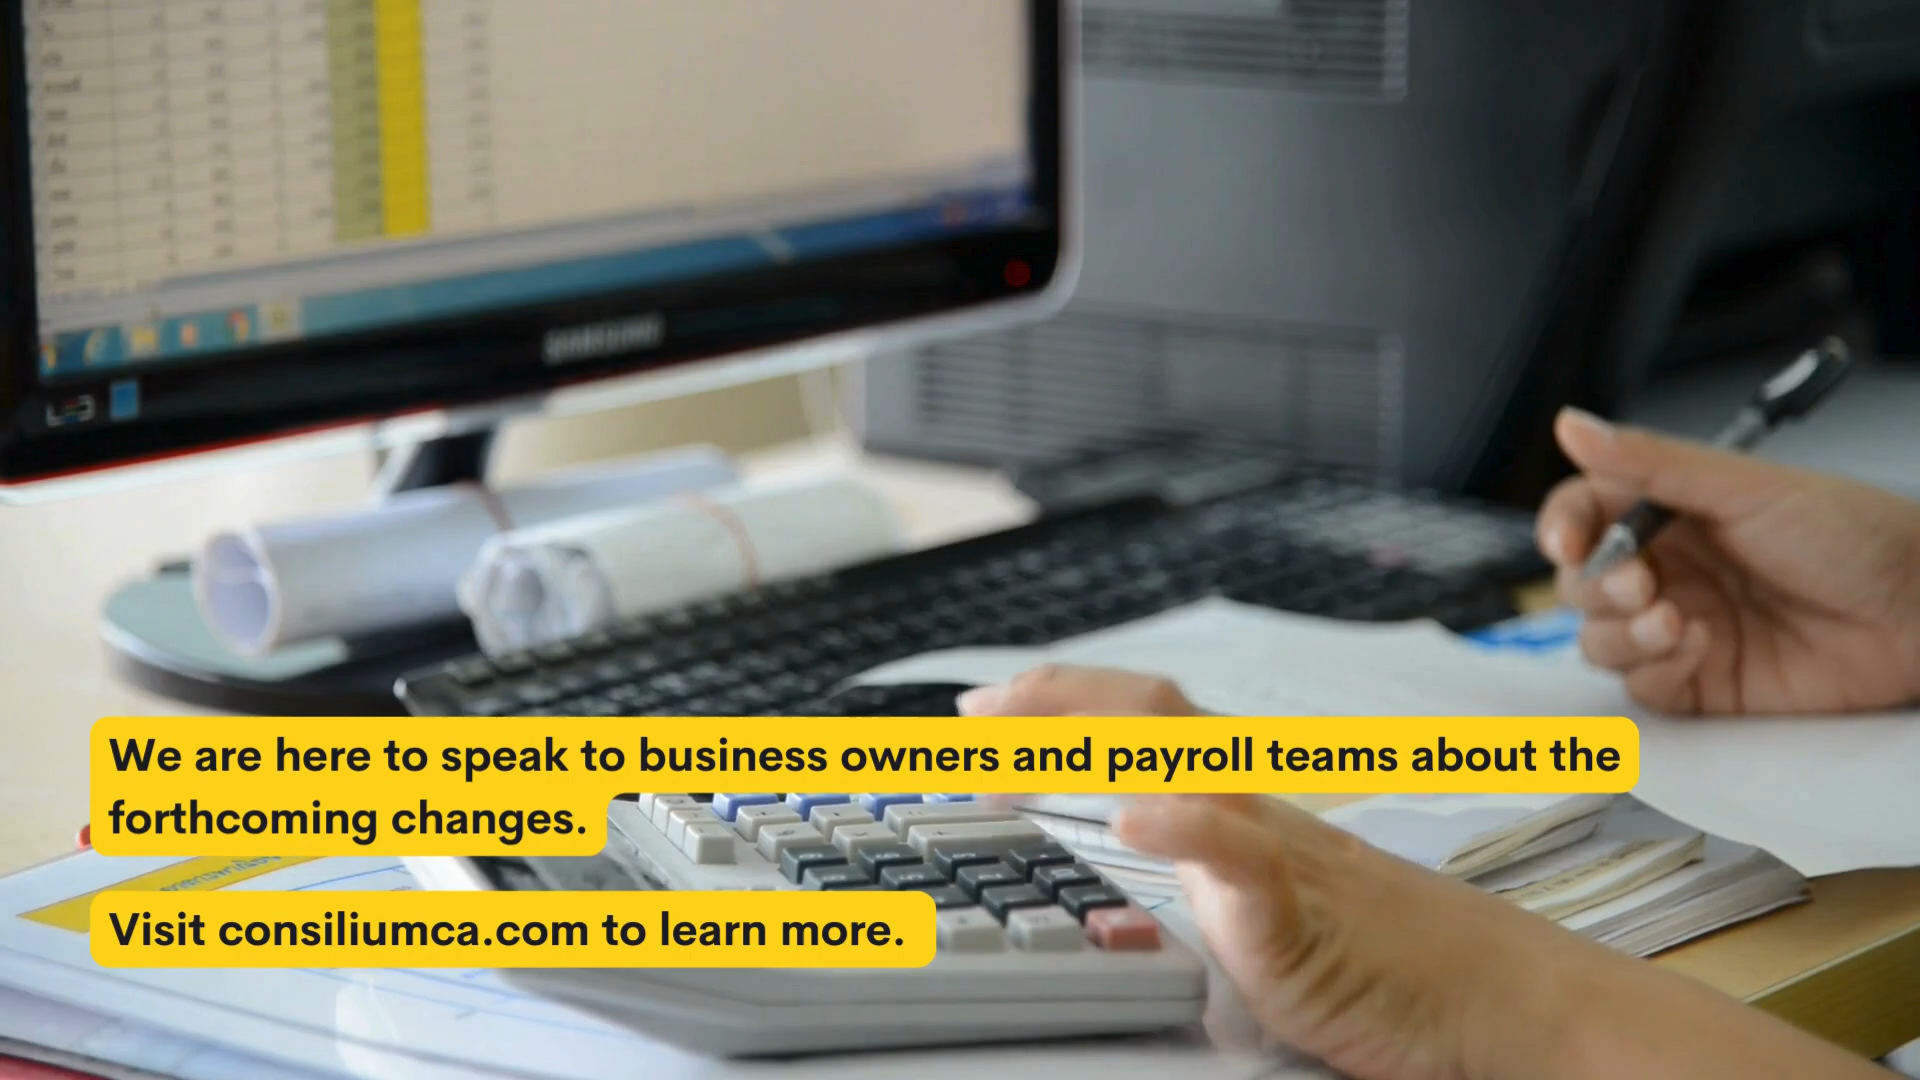 SAMSUNG
We are here to speak to business owners and payroll teams about the
forthcoming changes.
Visit consiliumca.com to learn more.